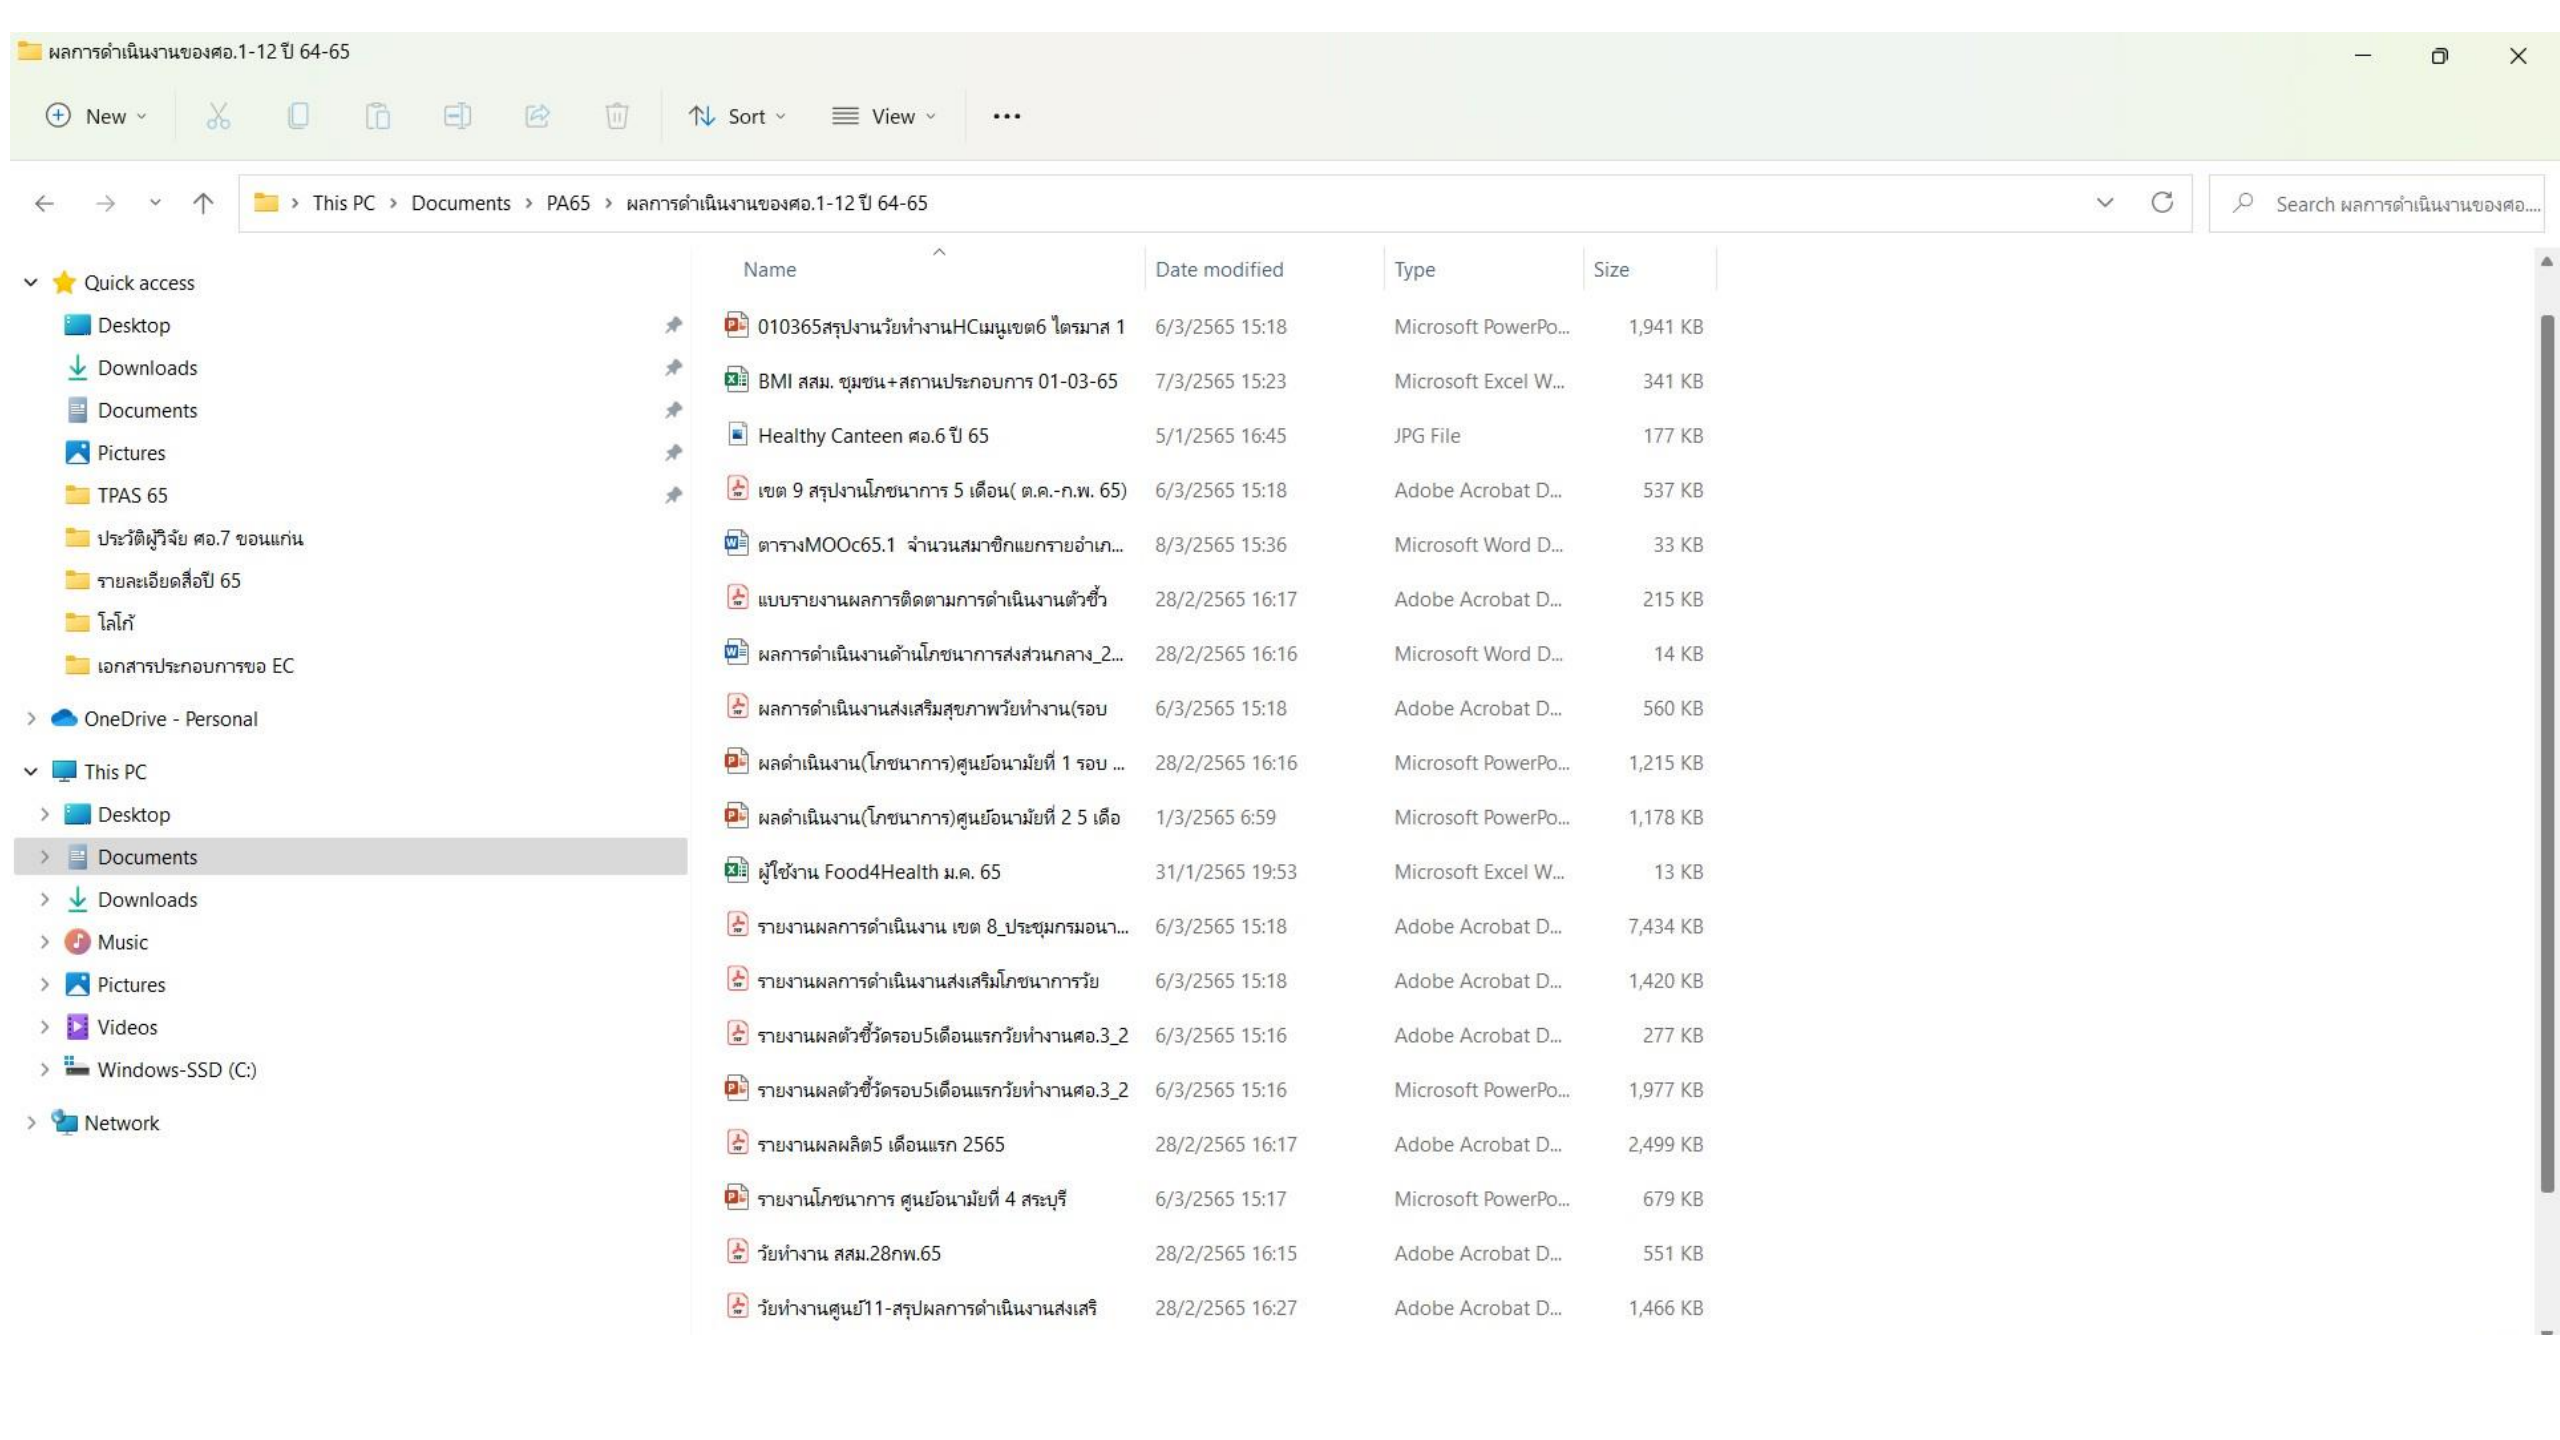 ผลการดำเนินงานของศอ.1-12 ปี 64-65
New Sort View
This PC Documents PA65 ผลการดำเนินงานของศอ.1-12 ปี 64-65 Search ผลการดำเนินงานของศอ....
Quick access
Desktop
Downloads
Documents
Pictures
TPAS 65
ประวัติผู้วิจัย ศอ.7 ขอนแก่น
รายละเอียดสื่อปี 65
โลโก้
เอกสารประกอบการขอ EC
OneDrive - Personal
This PC
Desktop
Documents
Downloads
Music
Pictures
Videos
Windows-SSD (C:)
Network
Name Date modified Type Size
010365สรุปงานวัยทำงานHCเมนูเขต6 ไตรมาส 1 6/3/2565 15:18 Microsoft PowerPo... 1,941 KB
BMI สสม. ชุมชน+สถานประกอบการ 01-03-65 7/3/2565 15:23 Microsoft Excel W... 341 KB
Healthy Canteen ศอ.6 ปี 65 5/1/2565 16:45 JPG File 177 KB
เขต 9 สรุปงานโภชนาการ 5 เดือน( ต.ค.-ก.พ. 65) 6/3/2565 15:18 Adobe Acrobat D... 537 KB
ตารางMOOc65.1 จำนวนสมาชิกแยกรายอำเภ... 8/3/2565 15:36 Microsoft Word D... 33 KB
แบบรายงานผลการติดตามการดำเนินงานตัวชี้ว 28/2/2565 16:17 Adobe Acrobat D... 215 KB
ผลการดำเนินงานด้านโภชนาการส่งส่วนกลาง_2... 28/2/2565 16:16 Microsoft Word D... 14 KB
ผลการดำเนินงานส่งเสริมสุขภาพวัยทำงาน(รอบ 6/3/2565 15:18 Adobe Acrobat D... 560 KB
ผลดำเนินงาน(โภชนาการ)ศูนย์อนามัยที่ 1 รอบ ... 28/2/2565 16:16 Microsoft PowerPo... 1,215 KB
ผลดำเนินงาน(โภชนาการ)ศูนย์อนามัยที่ 2 5 เดือ 1/3/2565 6:59 Microsoft PowerPo... 1,178 KB
ผู้ใช้งาน Food4Health ม.ค. 65 31/1/2565 19:53 Microsoft Excel W... 13 KB
รายงานผลการดำเนินงาน เขต 8_ประชุมกรมอนา... 6/3/2565 15:18 Adobe Acrobat D... 7,434 KB
รายงานผลการดำเนินงานส่งเสริมโภชนาการวัย 6/3/2565 15:18 Adobe Acrobat D... 1,420 KB
รายงานผลตัวชี้วัดรอบ5เดือนแรกวัยทำงานศอ.3_2 6/3/2565 15:16 Adobe Acrobat D... 277 KB
รายงานผลตัวชี้วัดรอบ5เดือนแรกวัยทำงานศอ.3_2 6/3/2565 15:16 Microsoft PowerPo... 1,977 KB
รายงานผลผลิต5 เดือนแรก 2565 28/2/2565 16:17 Adobe Acrobat D... 2,499 KB
รายงานโภชนาการ ศูนย์อนามัยที่ 4 สระบุรี 6/3/2565 15:17 Microsoft PowerPo... 679 KB
วัยทำงาน สสม.28กพ.65 28/2/2565 16:15 Adobe Acrobat D... 551 KB
วัยทำงานศูนย์11-สรุปผลการดำเนินงานส่งเสริ 28/2/2565 16:27 Adobe Acrobat D... 1,466 KB